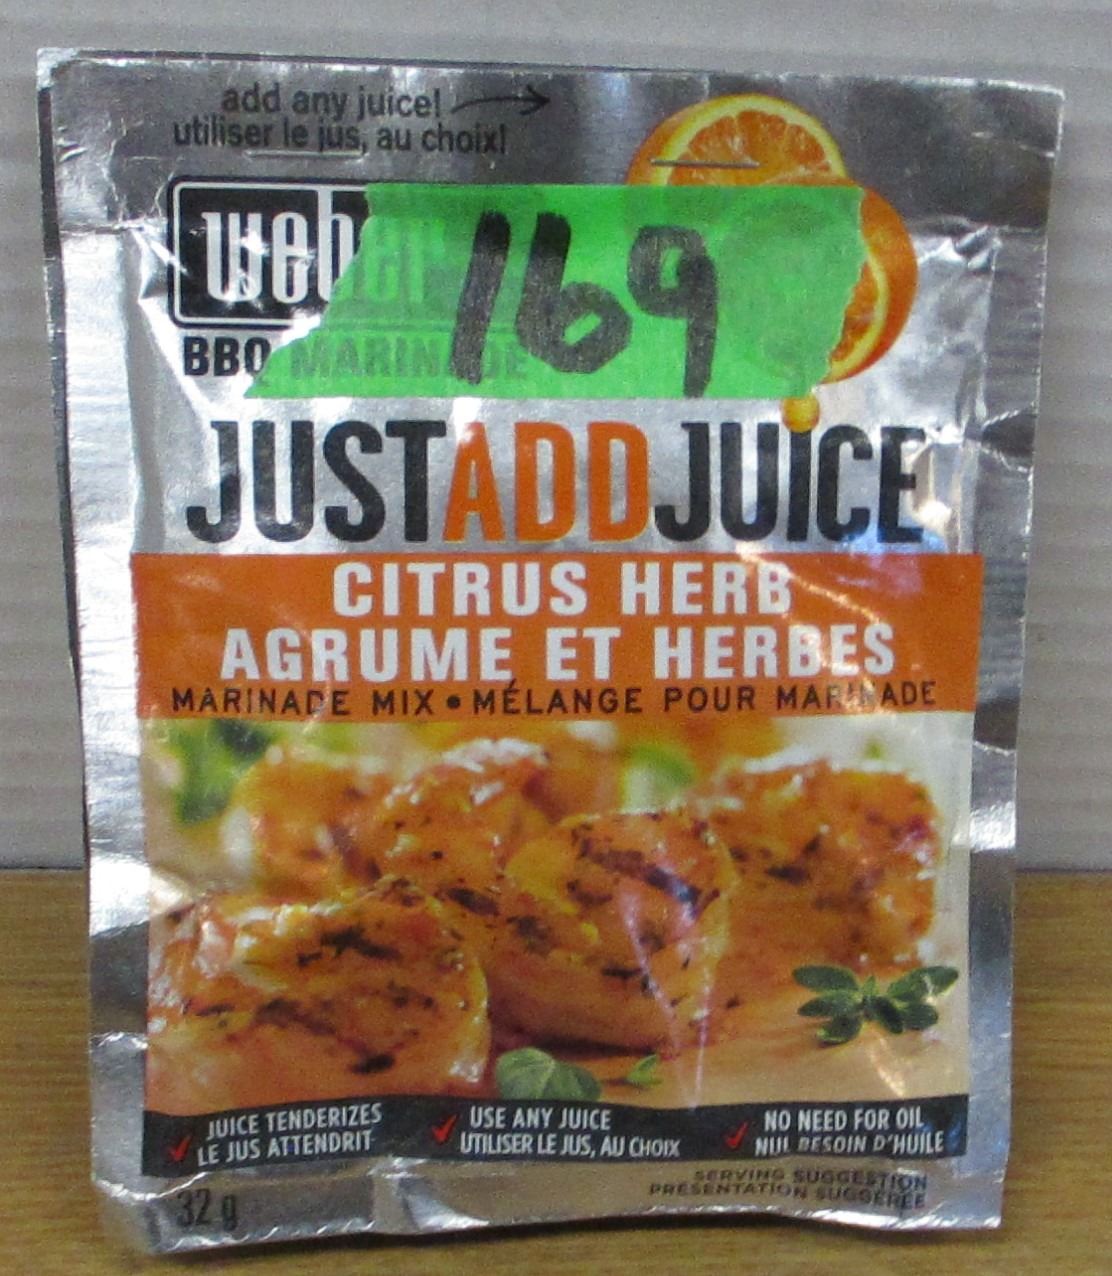 add any juice!
utiliser le jus, au choix!
weber
169
BBQ MARINADE
JUSTADDJUICE
CITRUS HERB
AGRUME ET HERBES
MARINADE MIX • MÉLANGE POUR MARINADE
JUICE TENDERIZES
LE JUS ATTENDRIT
USE ANY JUICE
UTILISER LE JUS, AU CHOIX
NO NEED FOR OIL
NUL BESOIN D'HUILE
SERVING SUGGESTION
PRÉSENTATION SUGGÉRÉE
32 g